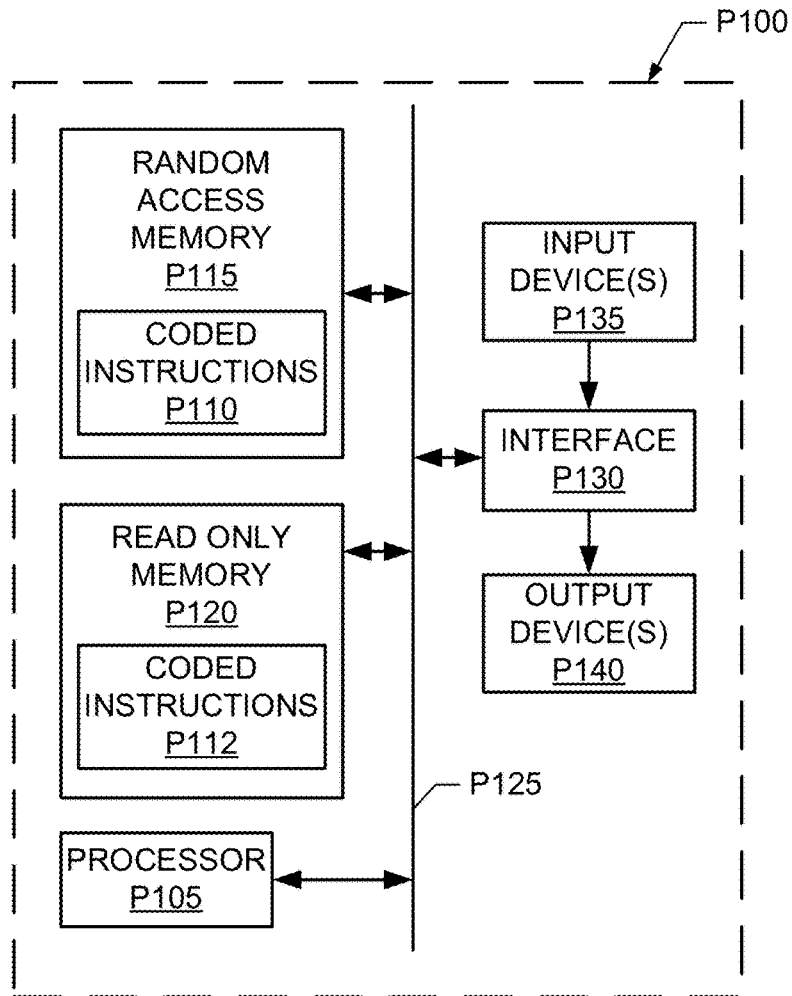 P100
RANDOM
ACCESS
MEMORY
P115
CODED
INSTRUCTIONS
P110
READ ONLY
MEMORY
P120
CODED
INSTRUCTIONS
P112
PROCESSOR
P105
P125
INPUT
DEVICE(S)
P135
INTERFACE
P130
OUTPUT
DEVICE(S)
P140